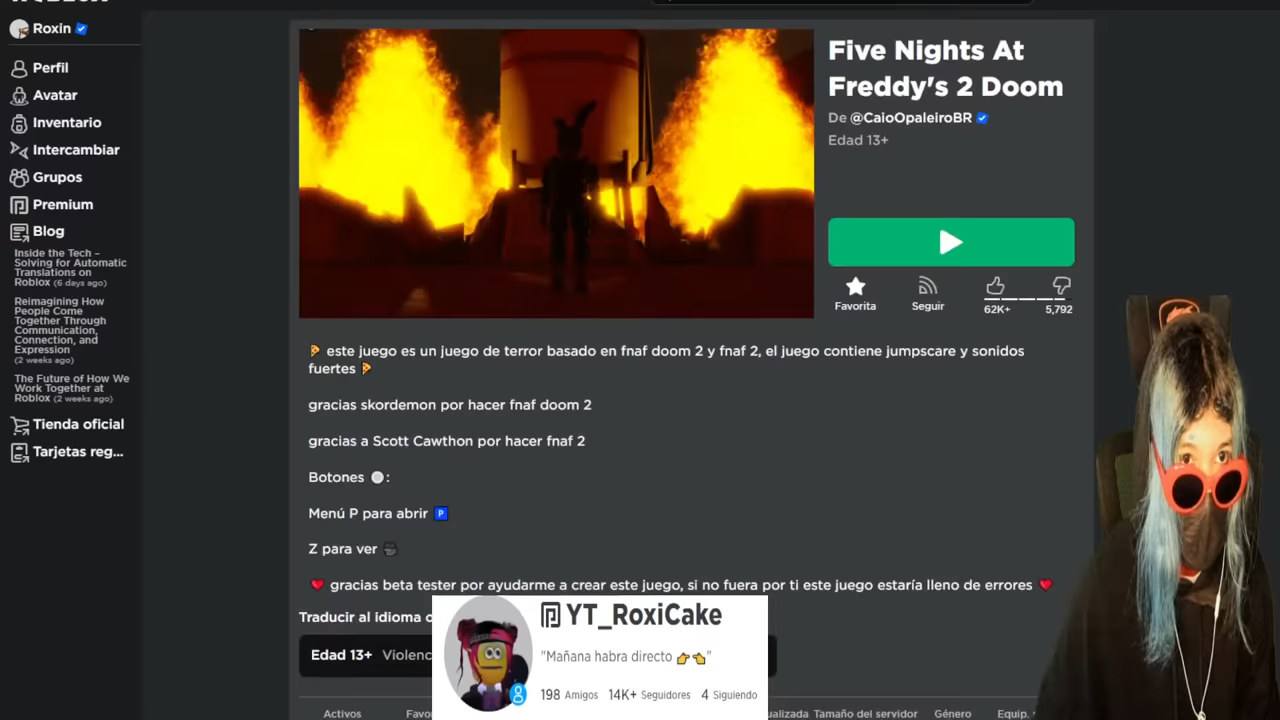 Roxin
Perfil
Avatar
Inventario
Intercambiar
Grupos
Premium
Blog
Inside the Tech –
Solving for Automatic
Translations on
Roblox (6 days ago)
Reimagining How
People Come
Together Through
Communication,
Connection, and
Expression
(2 weeks ago)
The Future of How We
Work Together at
Roblox (2 weeks ago)
Tienda oficial
Tarjetas reg...
Five Nights At
Freddy's 2 Doom
De @CaioOpaleiroBR
Edad 13+
Favorita
Seguir
62K+
5,792
🍕 este juego es un juego de terror basado en fnaf doom 2 y fnaf 2, el juego contiene jumpscare y sonidos
fuertes 🍕
gracias skordemon por hacer fnaf doom 2
gracias a Scott Cawthon por hacer fnaf 2
Botones ⚪:
Menú P para abrir 🅿️
Z para ver
❤️ gracias beta tester por ayudarme a crear este juego, si no fuera por ti este juego estaría lleno de errores ❤️
Traducir al idioma
Edad 13+ Violenc
YT_RoxiCake
"Mañana habra directo 👉👈"
198 Amigos 14K+ Seguidores 4 Siguiendo
Activos Favo ualizada Tamaño del servidor Género Equip.